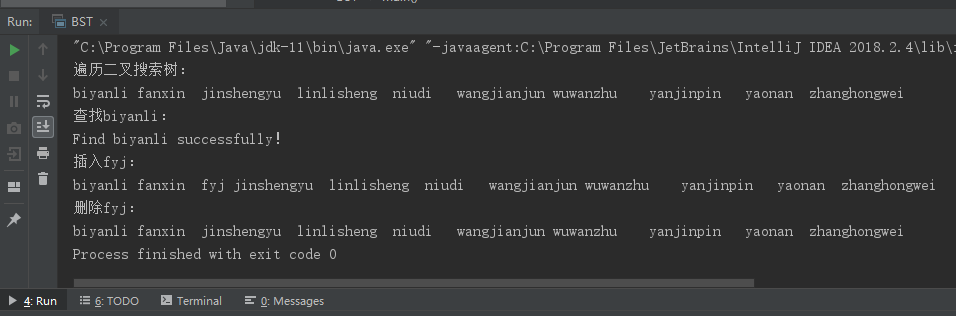 Run: BST ×
"C:\Program Files\Java\jdk-11\bin\java.exe" "-javaagent:C:\Program Files\JetBrains\IntelliJ IDEA 2018.2.4\lib\
遍历二叉搜索树：
biyanli fanxin  jinshengyu  linlisheng  niudi   wangjianjun wuwanzhu    yanjinpin   yaonan  zhanghongwei
查找biyanli：
Find biyanli successfully!
插入fyj：
biyanli fanxin  fyj jinshengyu  linlisheng  niudi   wangjianjun wuwanzhu    yanjinpin   yaonan  zhanghongwei
删除fyj：
biyanli fanxin  jinshengyu  linlisheng  niudi   wangjianjun wuwanzhu    yanjinpin   yaonan  zhanghongwei
Process finished with exit code 0
4: Run 6: TODO Terminal 0: Messages